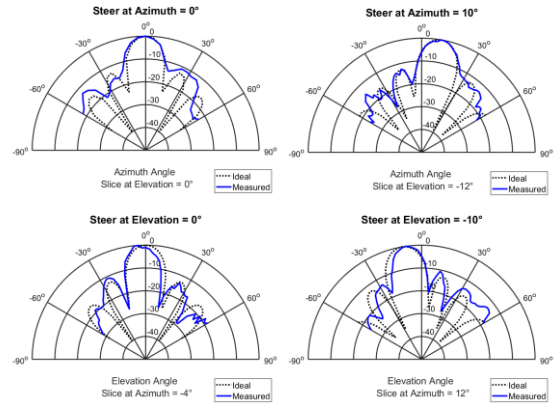 Steer at Azimuth = 0°
0°
-30° 30°
-60° 60°
-90° 90°
0
-10
-20
-30
-40
Azimuth Angle
Slice at Elevation = 0°
Ideal
Measured
Steer at Azimuth = 10°
0°
-30° 30°
-60° 60°
-90° 90°
0
-10
-20
-30
-40
Azimuth Angle
Slice at Elevation = -12°
Ideal
Measured
Steer at Elevation = 0°
0°
-30° 30°
-60° 60°
-90° 90°
0
-10
-20
-30
-40
Elevation Angle
Slice at Azimuth = -4°
Ideal
Measured
Steer at Elevation = -10°
0°
-30° 30°
-60° 60°
-90° 90°
0
-10
-20
-30
-40
Elevation Angle
Slice at Azimuth = 12°
Ideal
Measured